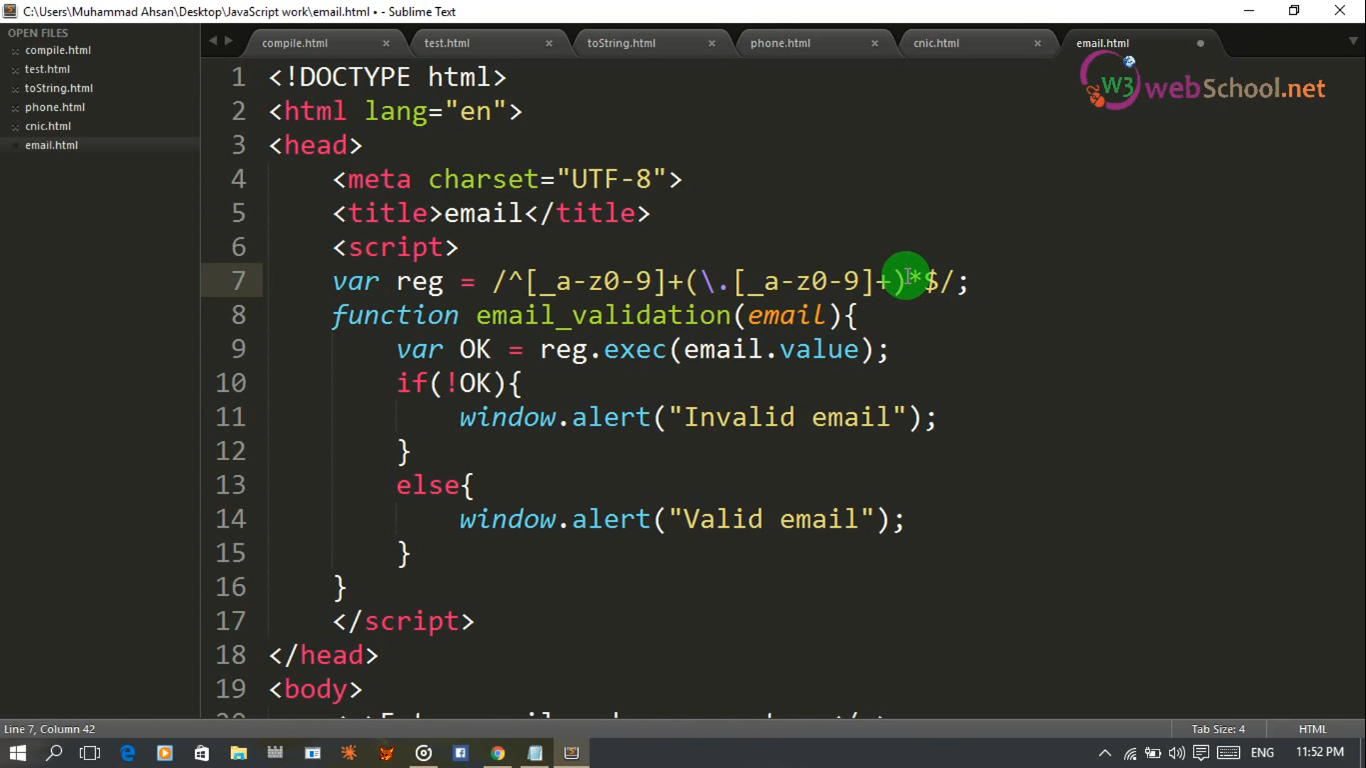 C:\Users\Muhammad Ahsan\Desktop\JavaScript work\email.html • - Sublime Text
OPEN FILES
compile.html
test.html
toString.html
phone.html
cnic.html
email.html
compile.html × test.html × toString.html × phone.html × cnic.html × email.html
W3 webSchool.net
1 <!DOCTYPE html>
2 <html lang="en">
3 <head>
4 <meta charset="UTF-8">
5 <title>email</title>
6 <script>
7 var reg = /^[_a-z0-9]+(\.[_a-z0-9]+)*$/;
8 function email_validation(email){
9 var OK = reg.exec(email.value);
10 if(!OK){
11 window.alert("Invalid email");
12 }
13 else{
14 window.alert("Valid email");
15 }
16 }
17 </script>
18 </head>
19 <body>
Line 7, Column 42 Tab Size: 4 HTML
ENG 11:52 PM